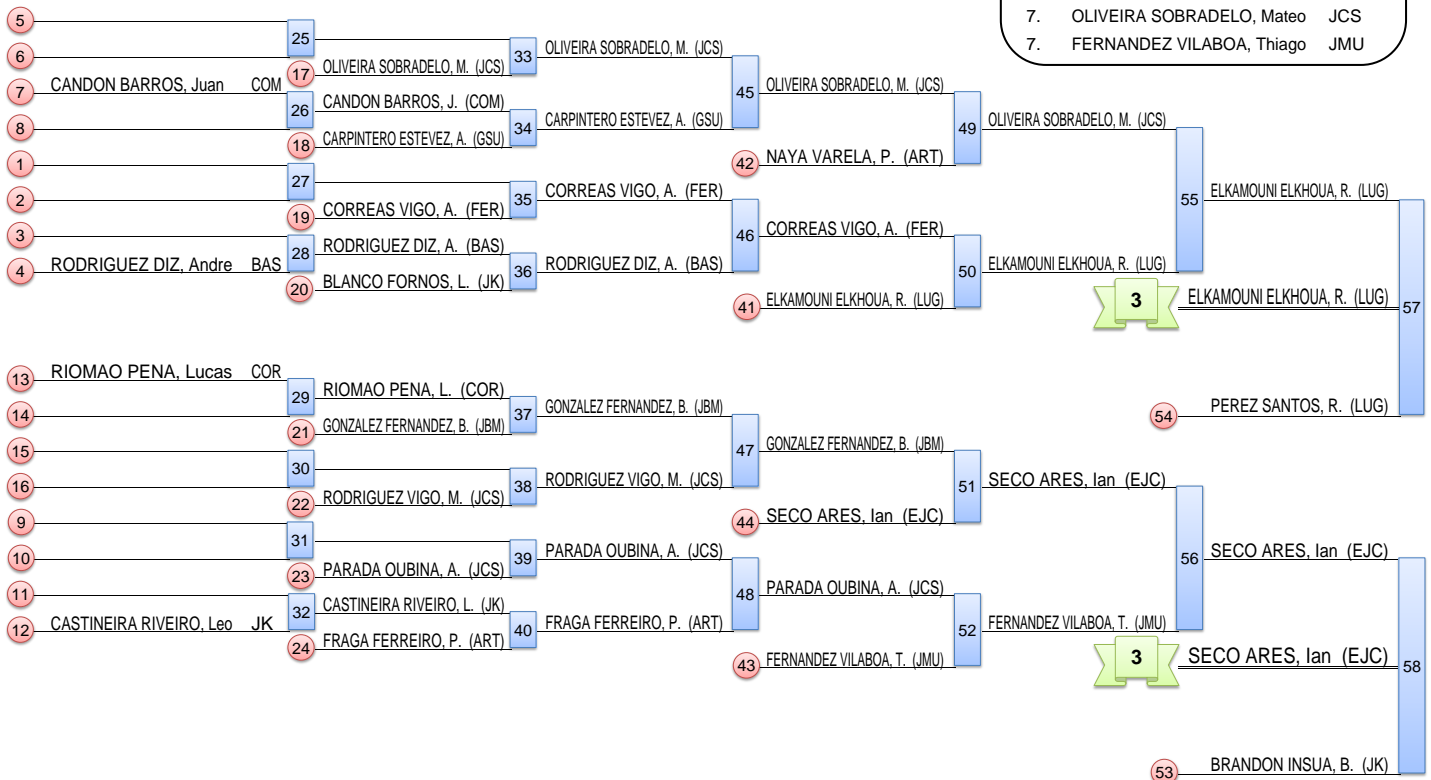 7. OLIVEIRA SOBRADELO, Mateo JCS
7. FERNANDEZ VILABOA, Thiago JMU
5
25
6
17 OLIVEIRA SOBRADELO, M. (JCS)
33
OLIVEIRA SOBRADELO, M. (JCS)
7 CANDON BARROS, Juan COM
26
CANDON BARROS, J. (COM)
8
18 CARPINTERO ESTEVEZ, A. (GSU)
34
CARPINTERO ESTEVEZ, A. (GSU)
45
OLIVEIRA SOBRADELO, M. (JCS)
42 NAYA VARELA, P. (ART)
49
OLIVEIRA SOBRADELO, M. (JCS)
1
27
2
19 CORREAS VIGO, A. (FER)
35
CORREAS VIGO, A. (FER)
3
28
RODRIGUEZ DIZ, A. (BAS)
4 RODRIGUEZ DIZ, Andre BAS
20 BLANCO FORNOS, L. (JK)
36
RODRIGUEZ DIZ, A. (BAS)
46
CORREAS VIGO, A. (FER)
41 ELKAMOUNI ELKHOUA, R. (LUG)
50
ELKAMOUNI ELKHOUA, R. (LUG)
55
ELKAMOUNI ELKHOUA, R. (LUG)
3 ELKAMOUNI ELKHOUA, R. (LUG)
57
54 PEREZ SANTOS, R. (LUG)
13 RIOMAO PENA, Lucas COR
29
RIOMAO PENA, L. (COR)
14
21 GONZALEZ FERNANDEZ, B. (JBM)
37
GONZALEZ FERNANDEZ, B. (JBM)
15
30
16
22 RODRIGUEZ VIGO, M. (JCS)
38
RODRIGUEZ VIGO, M. (JCS)
47
GONZALEZ FERNANDEZ, B. (JBM)
44 SECO ARES, Ian (EJC)
51
SECO ARES, Ian (EJC)
9
31
10
23 PARADA OUBINA, A. (JCS)
39
PARADA OUBINA, A. (JCS)
11
32
CASTINEIRA RIVEIRO, L. (JK)
12 CASTINEIRA RIVEIRO, Leo JK
24 FRAGA FERREIRO, P. (ART)
40
FRAGA FERREIRO, P. (ART)
48
PARADA OUBINA, A. (JCS)
43 FERNANDEZ VILABOA, T. (JMU)
52
FERNANDEZ VILABOA, T. (JMU)
56
SECO ARES, Ian (EJC)
3 SECO ARES, Ian (EJC)
58
53 BRANDON INSUA, B. (JK)